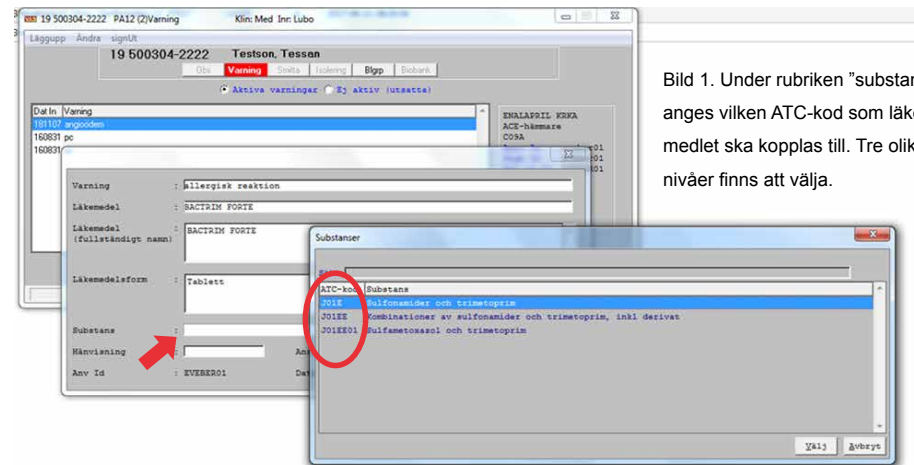 19 500304-2222 PA12 (2)Varning Klin: Med Inr: Lubo
Läggupp Ändra signUt
19 500304-2222 Testson, Tessan
Obs Varning Smitta Isolering Blgrp Biobank
Aktiva varningar Ej aktiv (utsatta)
Dat In Varning
181107 angioödem
160831 pc
160831
ENALAPRIL KRKA
ACE-hämmare
C09A
Varning : allergisk reaktion
Läkemedel : BACTRIM FORTE
Läkemedel : BACTRIM FORTE
(fullständigt namn)
Läkemedelsform : Tablett
Substans :
Hänvisning :
Anv Id : EVEBER01
Substanser
ATC-kod Substans
J01E Sulfonamider och trimetoprim
J01EE Kombinationer av sulfonamider och trimetoprim, inkl derivat
J01EE01 Sulfametoxazol och trimetoprim
Välj Avbryt
Bild 1. Under rubriken ”substan
anges vilken ATC-kod som läke
medlet ska kopplas till. Tre olik
nivåer finns att välja.